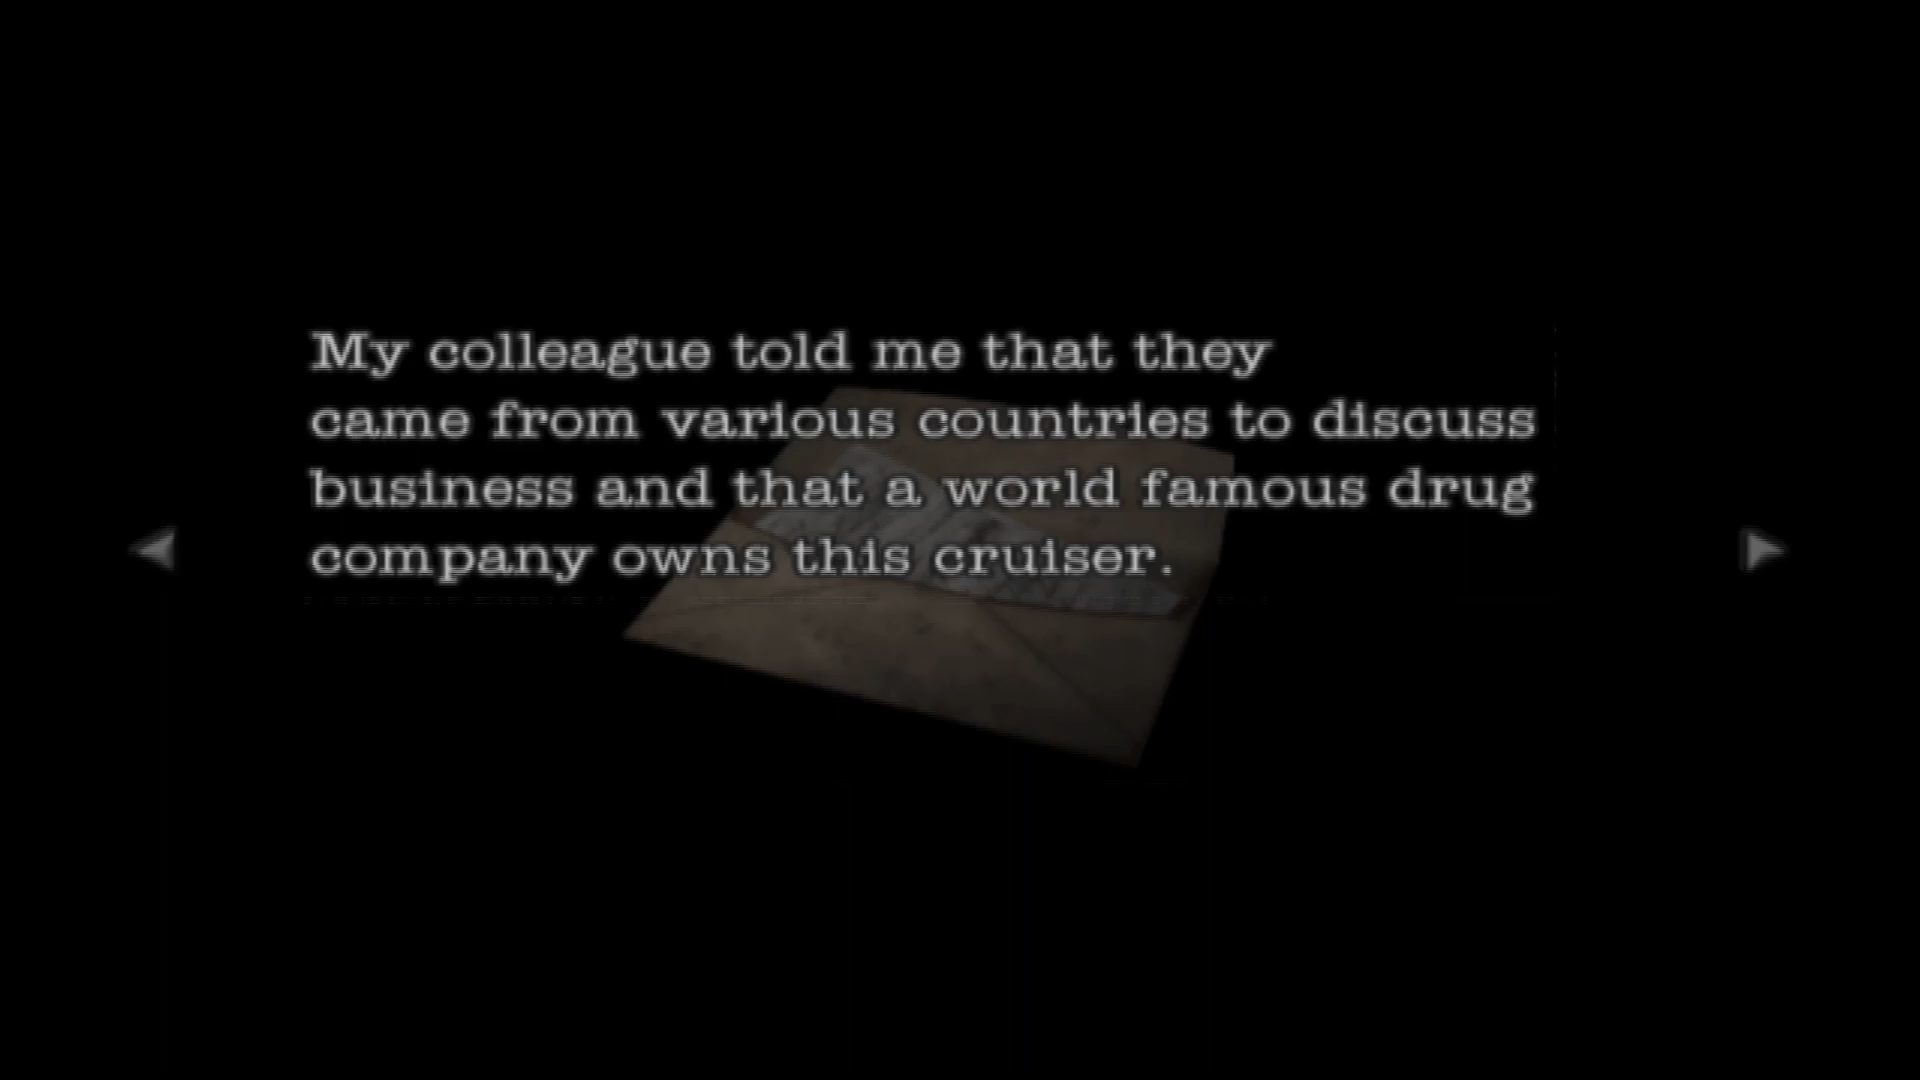 My colleague told me that they
came from various countries to discuss
business and that a world famous drug
company owns this cruiser.